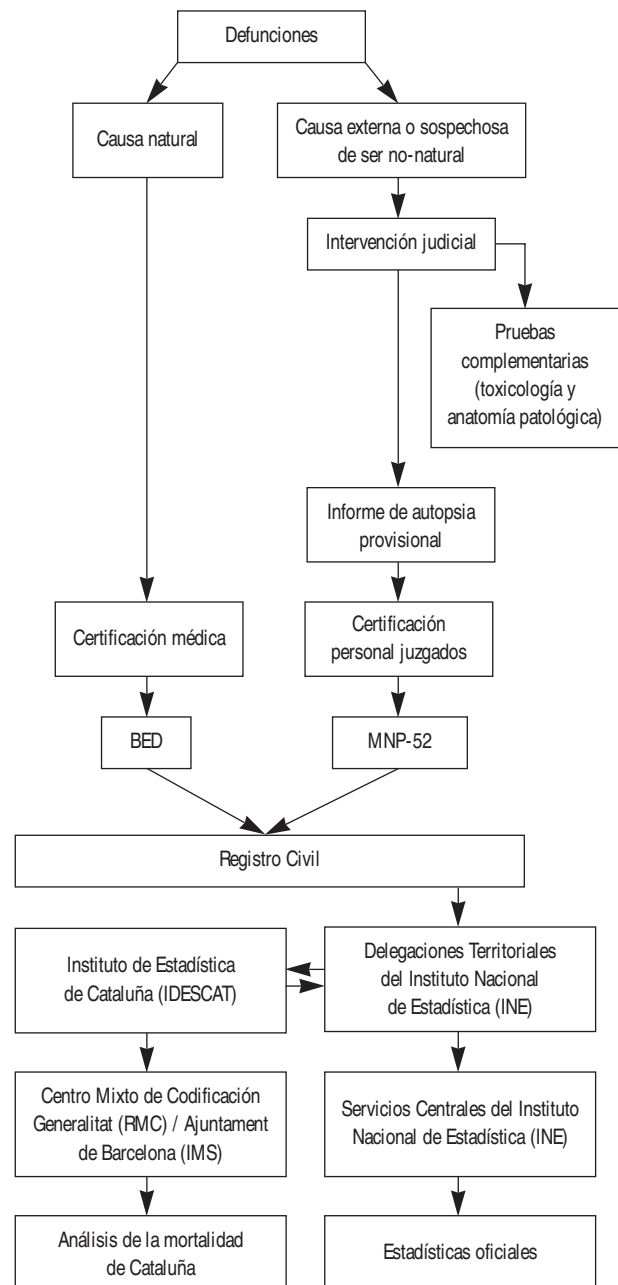 Defunciones
Causa natural
Causa externa o sospechosa
de ser no-natural
Intervención judicial
Pruebas
complementarias
(toxicología y
anatomía patológica)
Informe de autopsia
provisional
Certificación médica
Certificación
personal juzgados
BED
MNP-52
Registro Civil
Instituto de Estadística
de Cataluña (IDESCAT)
Delegaciones Territoriales
del Instituto Nacional
de Estadística (INE)
Centro Mixto de Codificación
Generalitat (RMC) / Ajuntament
de Barcelona (IMS)
Servicios Centrales del Instituto
Nacional de Estadística (INE)
Análisis de la mortalidad
de Cataluña
Estadísticas oficiales